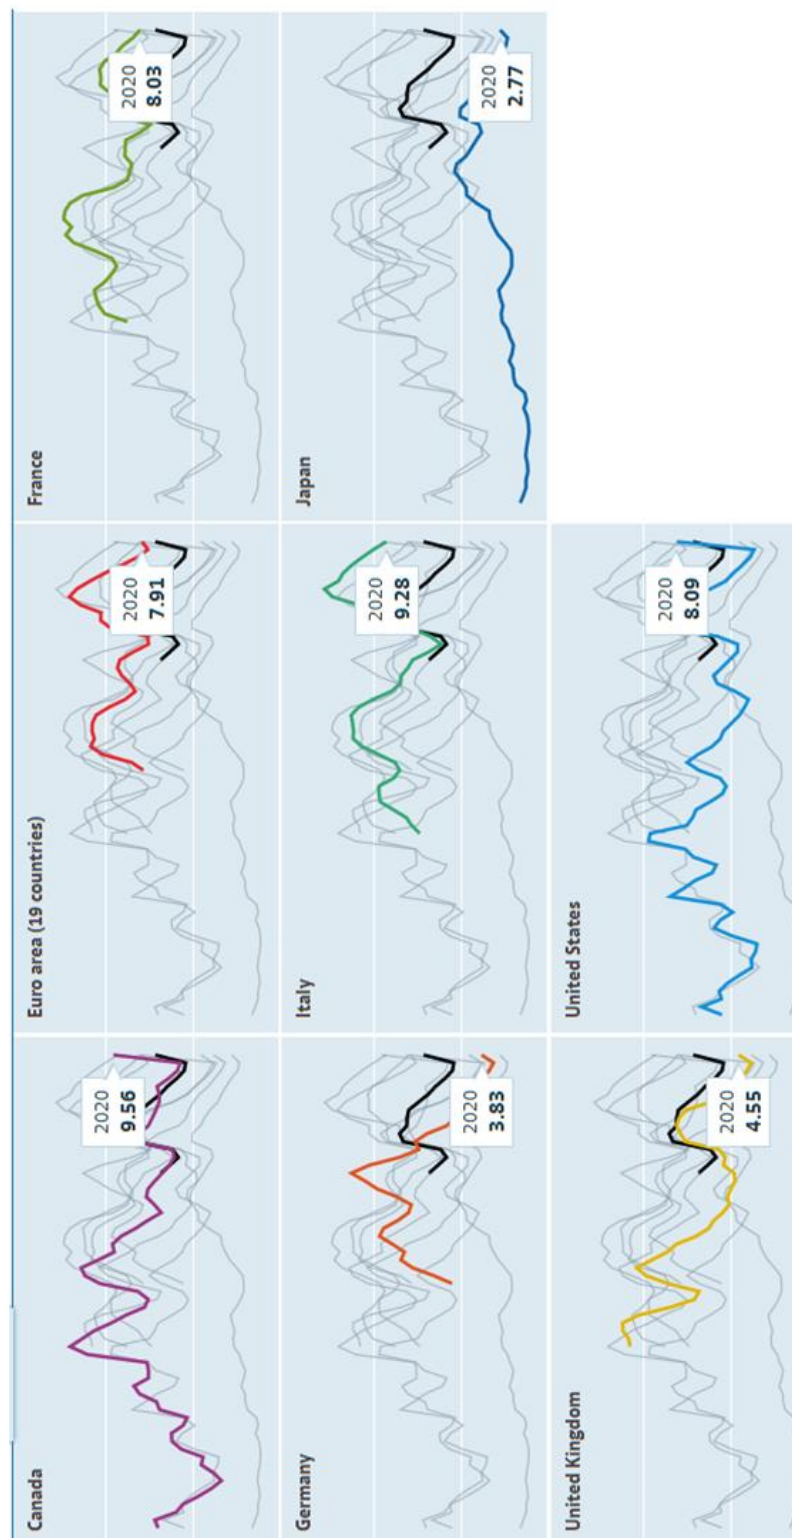 Canada
2020
9.56
Euro area (19 countries)
2020
7.91
France
2020
8.03
Germany
2020
3.83
Italy
2020
9.28
Japan
2020
2.77
United Kingdom
2020
4.55
United States
2020
8.09